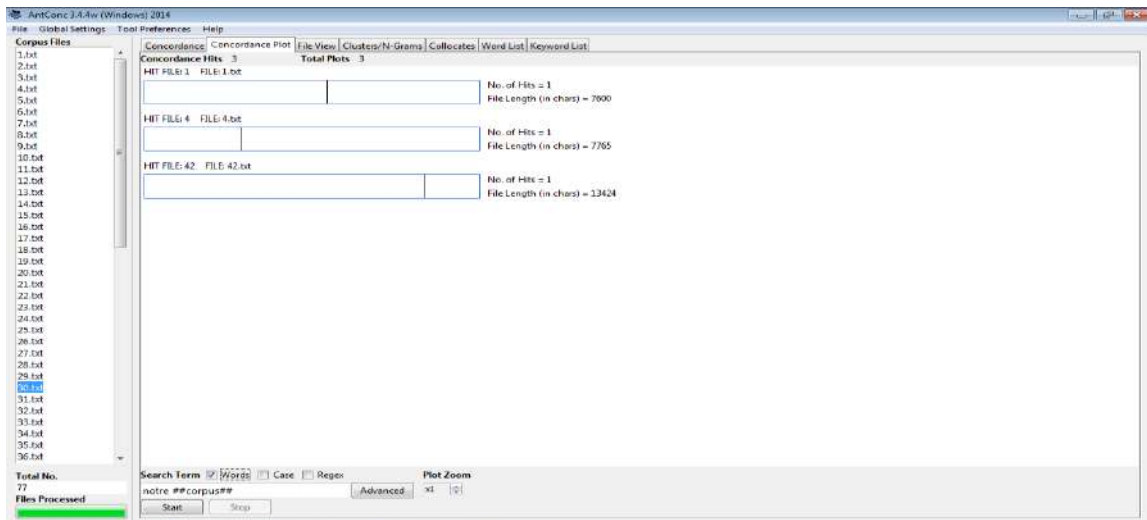 AntConc 3.4.4w (Windows) 2014
File Global Settings Tool Preferences Help
Corpus Files
1.txt
2.txt
3.txt
4.txt
5.txt
6.txt
7.txt
8.txt
9.txt
10.txt
11.txt
12.txt
13.txt
14.txt
15.txt
16.txt
17.txt
18.txt
19.txt
20.txt
21.txt
22.txt
23.txt
24.txt
25.txt
26.txt
27.txt
28.txt
29.txt
30.txt
31.txt
32.txt
33.txt
34.txt
35.txt
36.txt
Total No.
77
Files Processed
Concordance Concordance Plot File View Clusters/N-Grams Collocates Word List Keyword List
Concordance Hits 3 Total Plots 3
HIT FILE: 1 FILE: 1.txt
No. of Hits = 1
File Length (in chars) = 7600
HIT FILE: 4 FILE: 4.txt
No. of Hits = 1
File Length (in chars) = 7765
HIT FILE: 42 FILE: 42.txt
No. of Hits = 1
File Length (in chars) = 13424
Search Term Words Case Regex Plot Zoom
notre ##corpus## Advanced x1
Start Stop